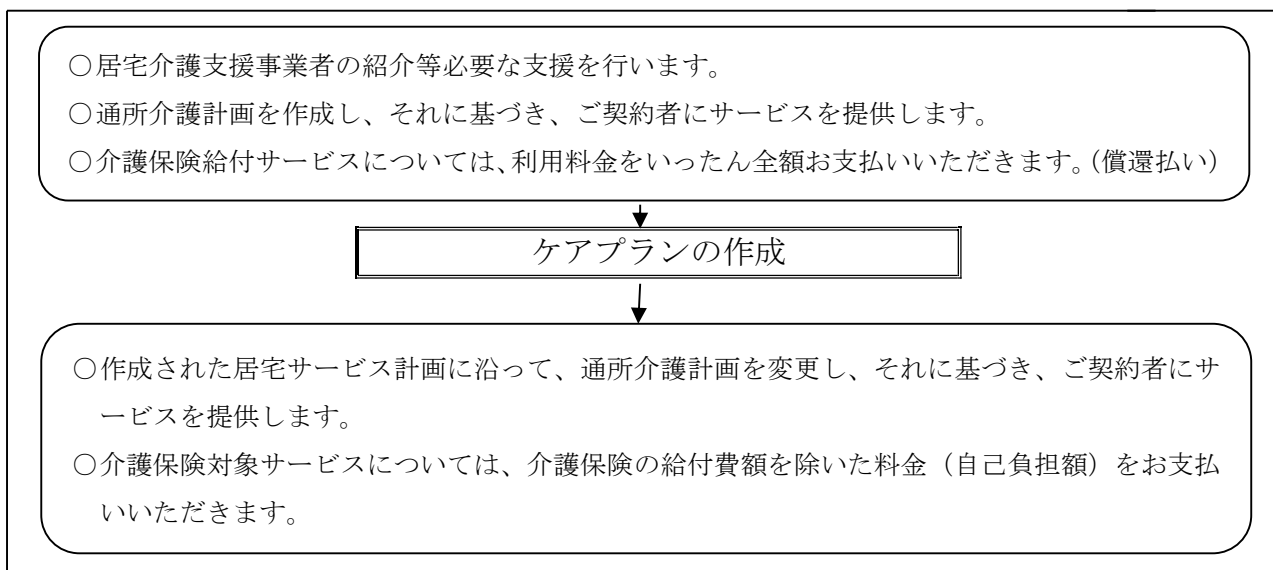 ○居宅介護支援事業者の紹介等必要な支援を行います。
○通所介護計画を作成し、それに基づき、ご契約者にサービスを提供します。
○介護保険給付サービスについては、利用料金をいったん全額お支払いいただきます。(償還払い)
ケアプランの作成
○作成された居宅サービス計画に沿って、通所介護計画を変更し、それに基づき、ご契約者にサ
ービスを提供します。
○介護保険対象サービスについては、介護保険の給付費額を除いた料金（自己負担額）をお支払
いいただきます。